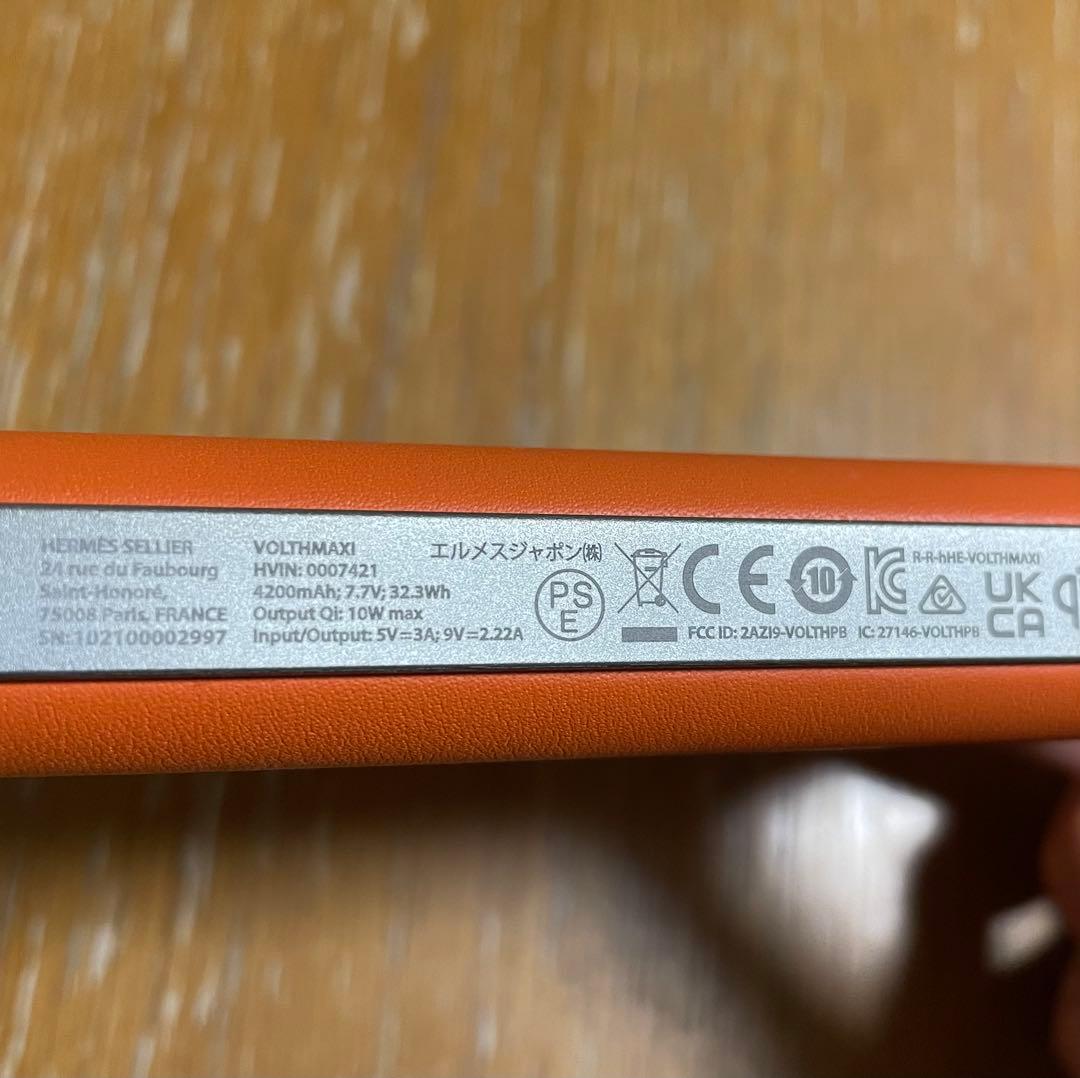 HERMÈS SELLIER
24 rue du Faubourg
Saint-Honoré,
75008 Paris, FRANCE
SN: 102100002997
VOLTHMAXI
HVIN: 0007421
4200mAh; 7.7V; 32.3Wh
Output Qi: 10W max
Input/Output: 5V⎓3A; 9V⎓2.22A
エルメスジャポン㈱
PS
E
CE
10
R-R-hHE-VOLTHMAXI
UK
CA
FCC ID: 2AZI9-VOLTHPB IC: 27146-VOLTHPB